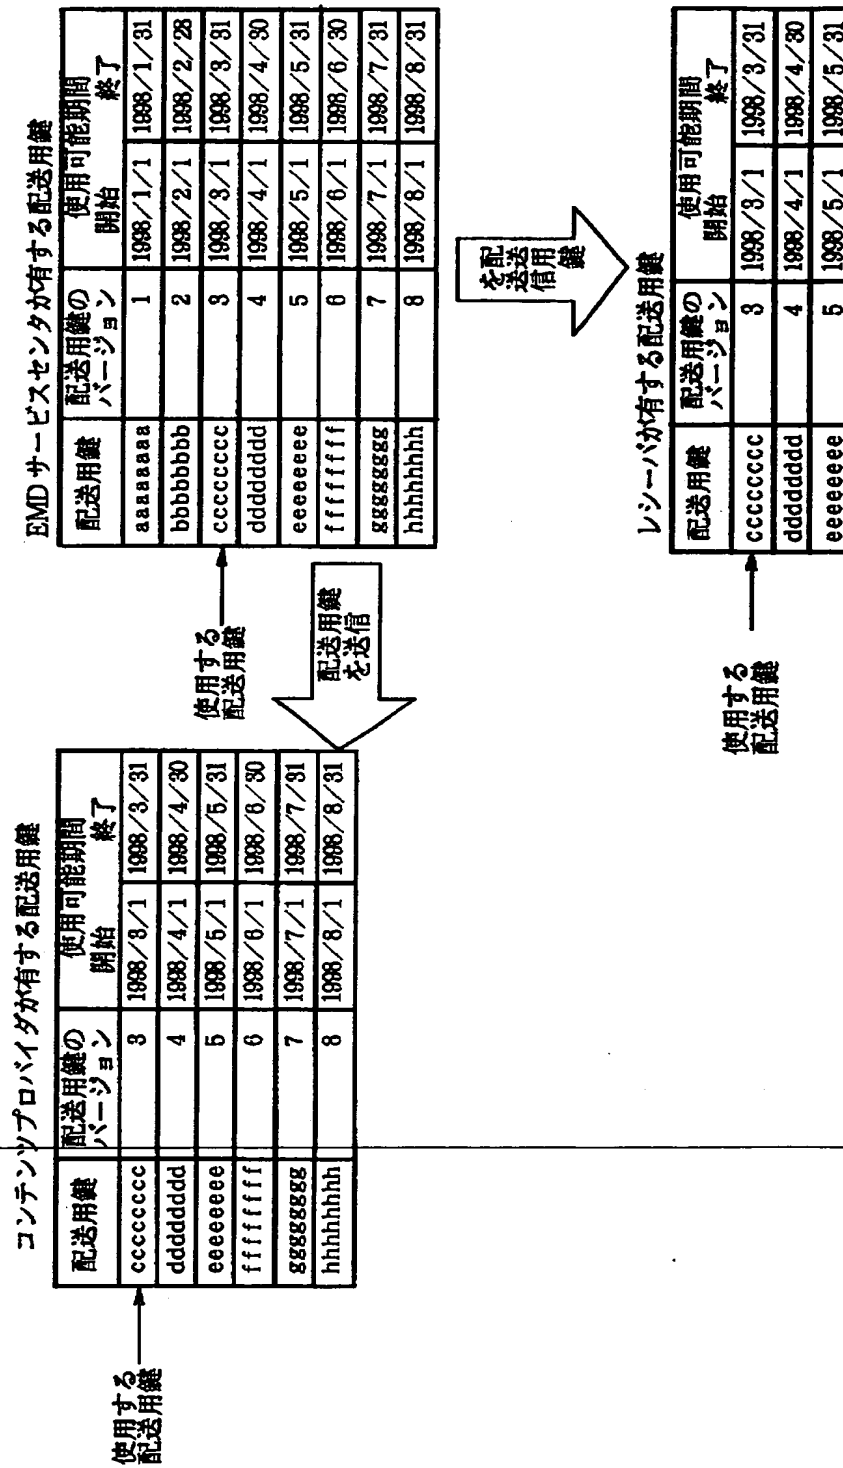 コンテンツプロバイダが有する配送用鍵
配送用鍵 配送用鍵のバージョン 使用可能期間 開始 終了
cccccccc 3 1998/3/1 1998/3/31
dddddddd 4 1998/4/1 1998/4/30
eeeeeeee 5 1998/5/1 1998/5/31
ffffffff 6 1998/6/1 1998/6/30
gggggggg 7 1998/7/1 1998/7/31
hhhhhhhh 8 1998/8/1 1998/8/31
使用する
配送用鍵
配送用鍵
を送信
EMDサービスセンタが有する配送用鍵
配送用鍵 配送用鍵のバージョン 使用可能期間 開始 終了
aaaaaaaa 1 1998/1/1 1998/1/31
bbbbbbbb 2 1998/2/1 1998/2/28
cccccccc 3 1998/3/1 1998/3/31
dddddddd 4 1998/4/1 1998/4/30
eeeeeeee 5 1998/5/1 1998/5/31
ffffffff 6 1998/6/1 1998/6/30
gggggggg 7 1998/7/1 1998/7/31
hhhhhhhh 8 1998/8/1 1998/8/31
使用する
配送用鍵
配送用鍵
を送信
レシーバが有する配送用鍵
配送用鍵 配送用鍵のバージョン 使用可能期間 開始 終了
cccccccc 3 1998/3/1 1998/3/31
dddddddd 4 1998/4/1 1998/4/30
eeeeeeee 5 1998/5/1 1998/5/31
使用する
配送用鍵